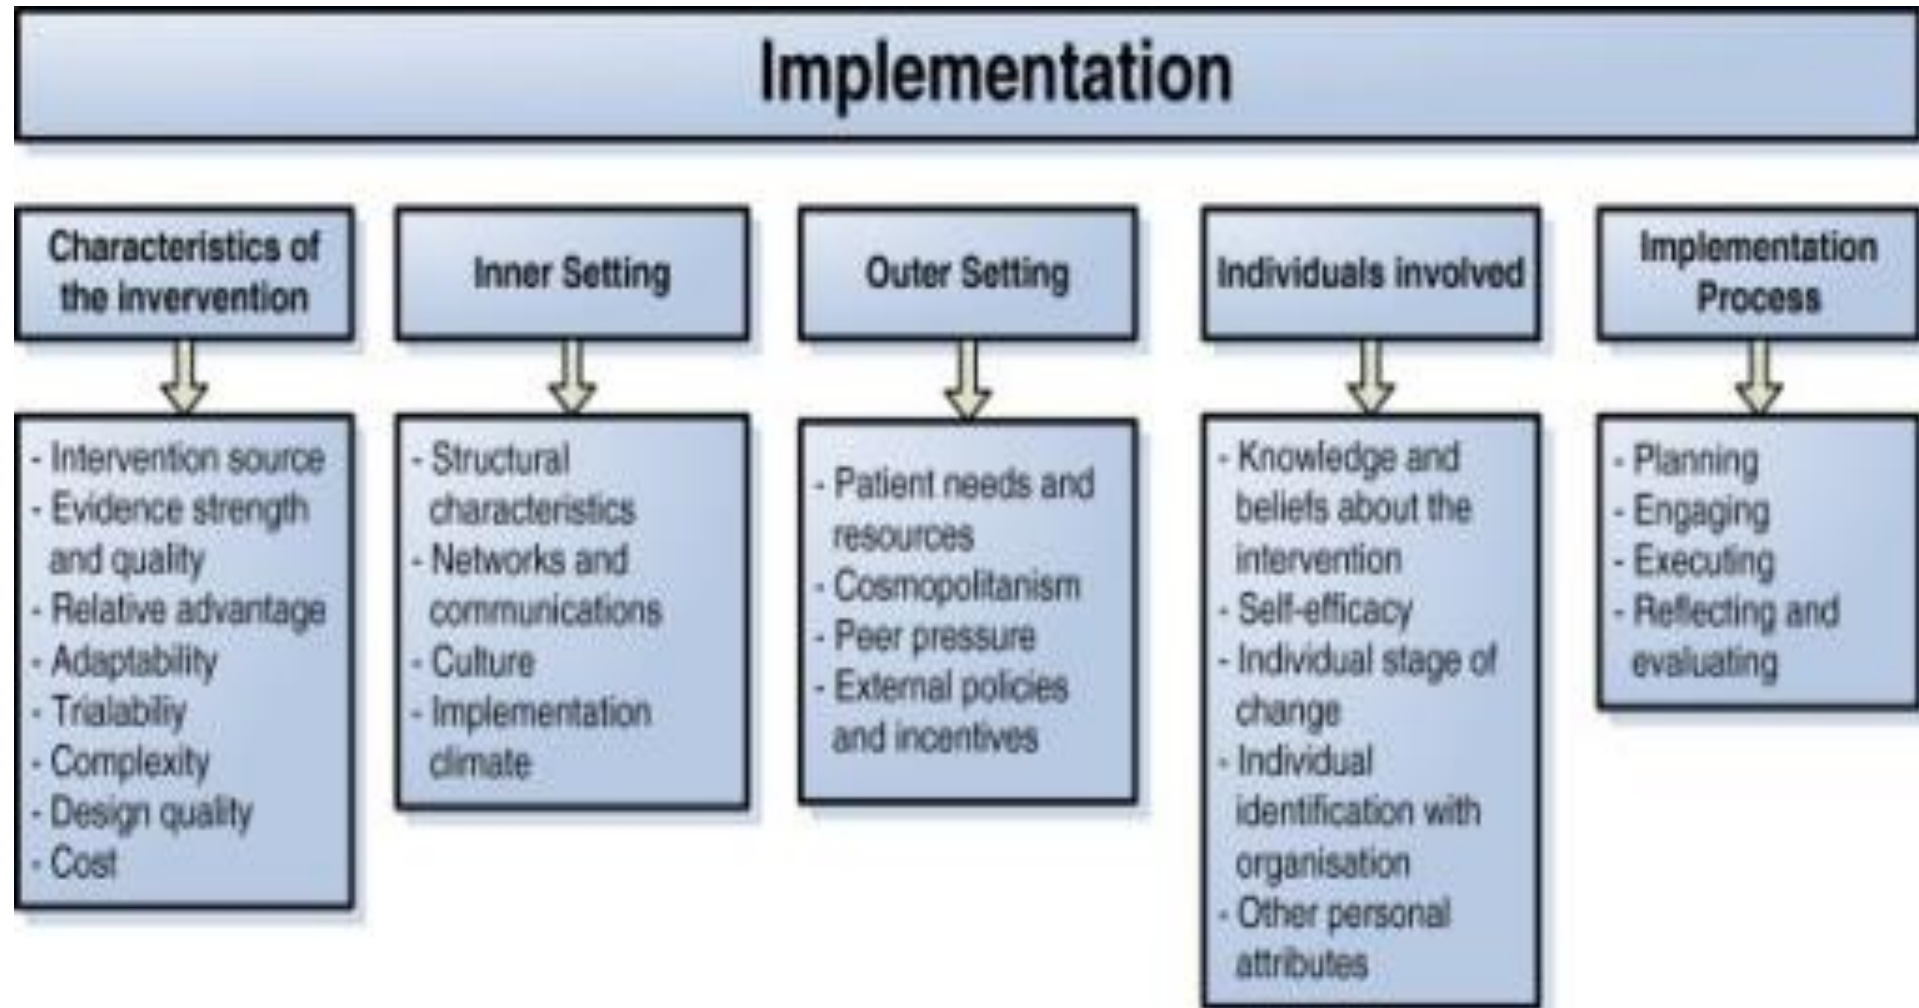 Implementation
Characteristics of
the invervention
- Intervention source
- Evidence strength
and quality
- Relative advantage
- Adaptability
- Trialabiliy
- Complexity
- Design quality
- Cost
Inner Setting
- Structural
characteristics
- Networks and
communications
- Culture
- Implementation
climate
Outer Setting
- Patient needs and
resources
- Cosmopolitanism
- Peer pressure
- External policies
and incentives
Individuals involved
- Knowledge and
beliefs about the
intervention
- Self-efficacy
- Individual stage of
change
- Individual
identification with
organisation
- Other personal
attributes
Implementation
Process
- Planning
- Engaging
- Executing
- Reflecting and
evaluating